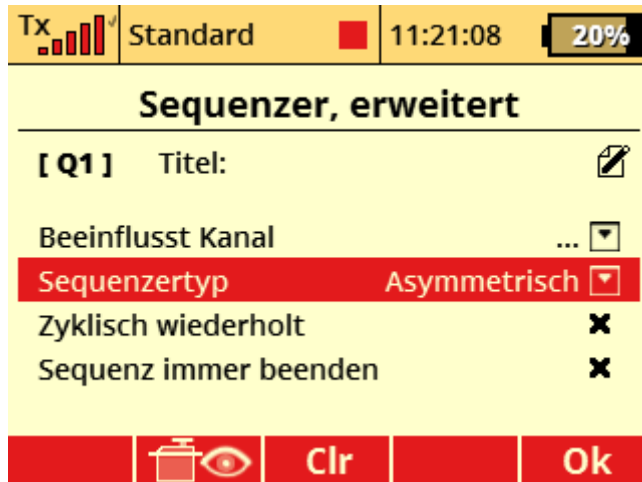 Tx Standard 11:21:08 20%
Sequenzer, erweitert
[ Q1 ] Titel:
Beeinflusst Kanal ...
Sequenzertyp Asymmetrisch
Zyklisch wiederholt
Sequenz immer beenden
Clr Ok